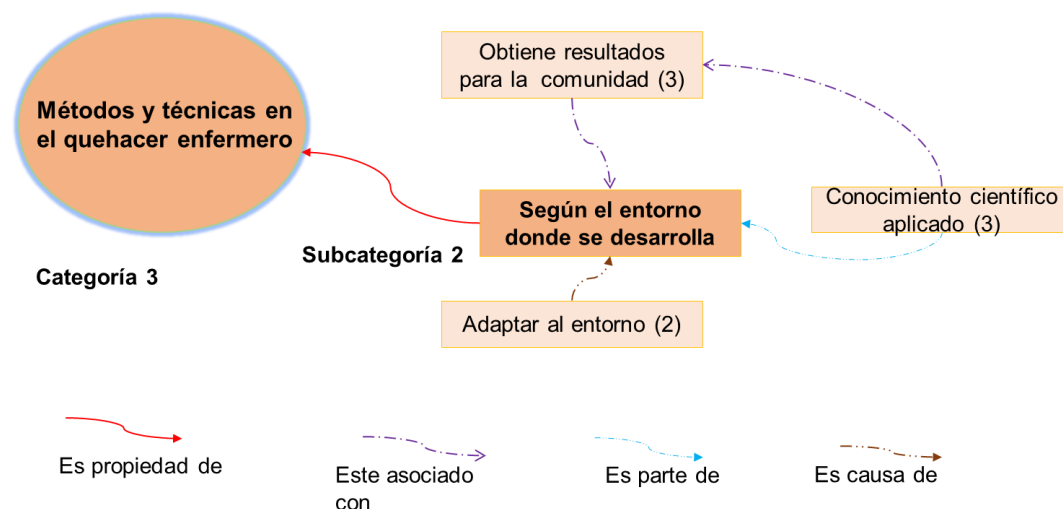 Métodos y técnicas en
el quehacer enfermero
Obtiene resultados
para la comunidad (3)
Según el entorno
donde se desarrolla
Conocimiento científico
aplicado (3)
Subcategoría 2
Categoría 3
Adaptar al entorno (2)
Es propiedad de
Este asociado
con
Es parte de
Es causa de